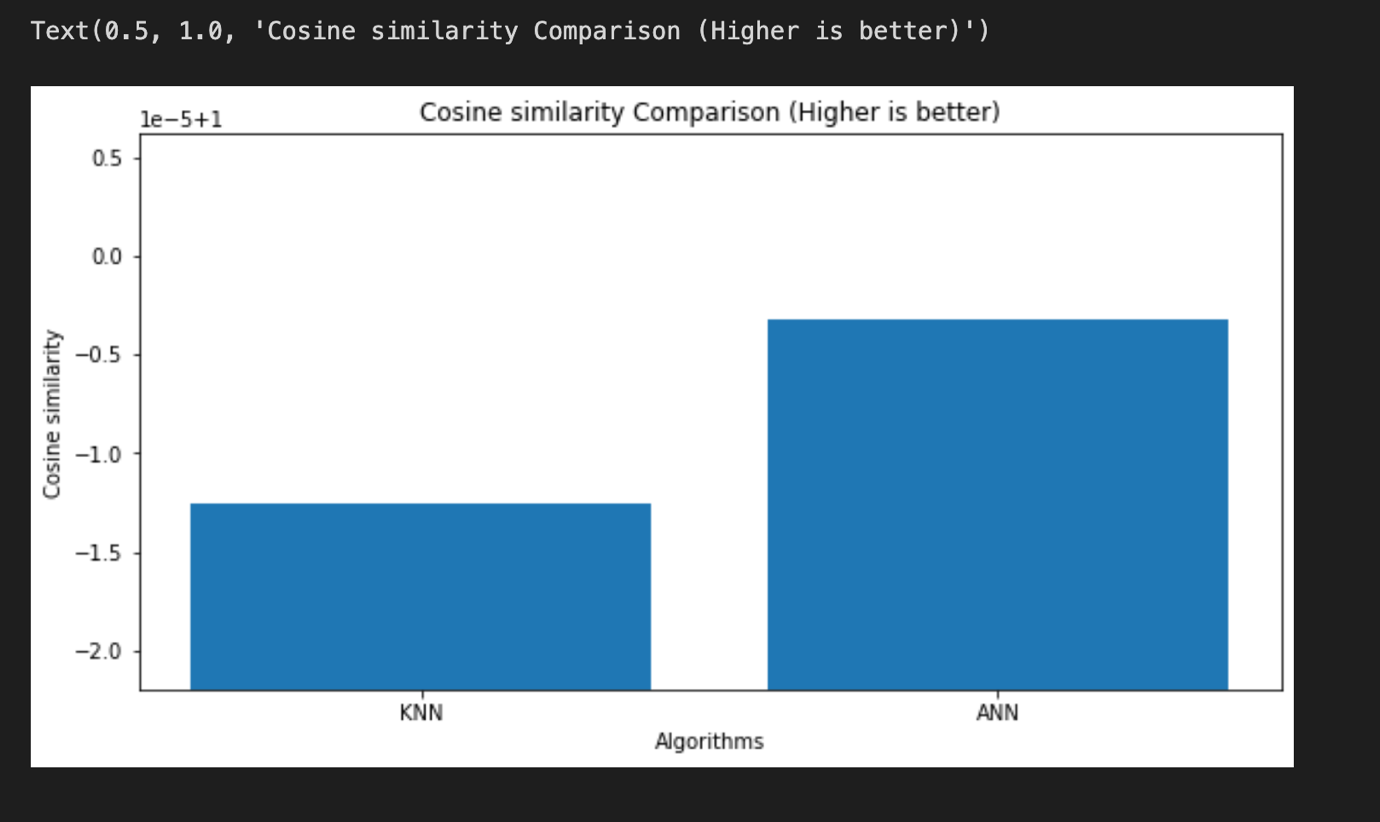 Text(0.5, 1.0, 'Cosine similarity Comparison (Higher is better)')
Cosine similarity Comparison (Higher is better)
1e−5+1
0.5
0.0
−0.5
−1.0
−1.5
−2.0
Cosine similarity
KNN
ANN
Algorithms